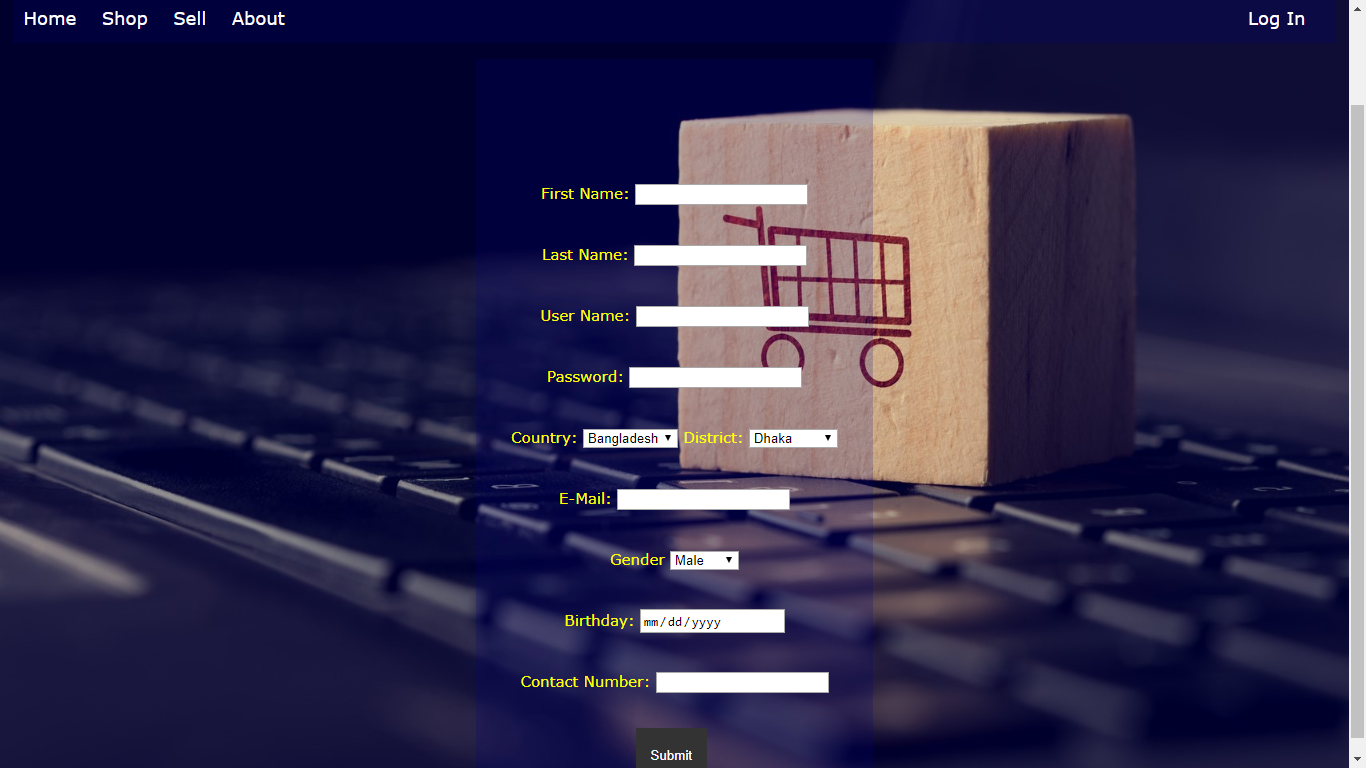 Home Shop Sell About Log In
First Name:
Last Name:
User Name:
Password:
Country: Bangladesh District: Dhaka
E-Mail:
Gender Male
Birthday: mm/dd/yyyy
Contact Number:
Submit